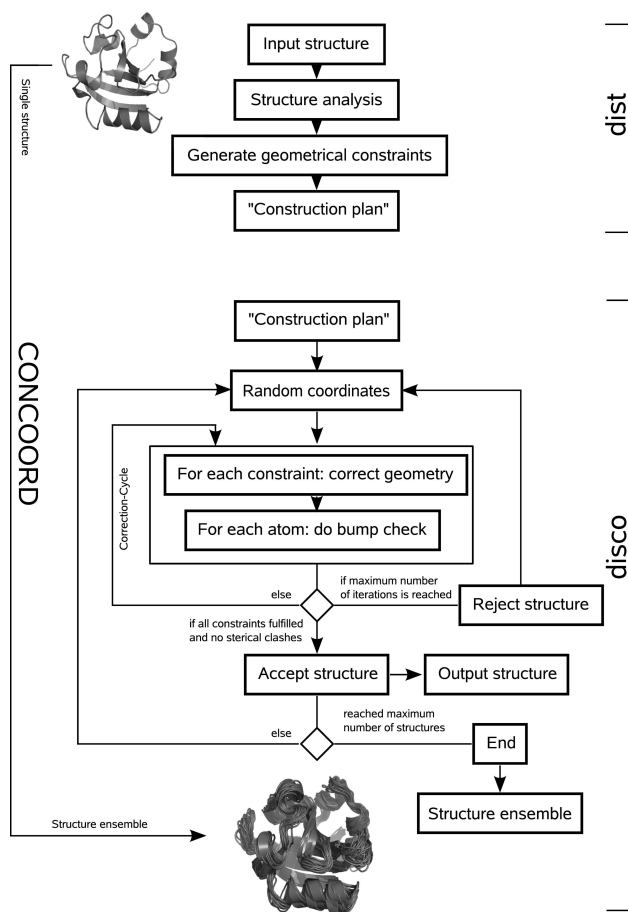 Input structure
Structure analysis
Generate geometrical constraints
"Construction plan"
dist
Single structure
CONCOORD
"Construction plan"
Random coordinates
Correction-Cycle
For each constraint: correct geometry
For each atom: do bump check
disco
else
if maximum number
of iterations is reached
Reject structure
if all constraints fulfilled
and no sterical clashes
Accept structure
Output structure
else
reached maximum
number of structures
End
Structure ensemble
Structure ensemble